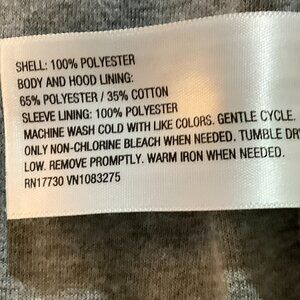 SHELL: 100% POLYESTER
BODY AND HOOD LINING:
65% POLYESTER / 35% COTTON
SLEEVE LINING: 100% POLYESTER
MACHINE WASH COLD WITH LIKE COLORS. GENTLE CYCLE.
ONLY NON-CHLORINE BLEACH WHEN NEEDED. TUMBLE DRY
LOW. REMOVE PROMPTLY. WARM IRON WHEN NEEDED.
RN17730 VN1083275